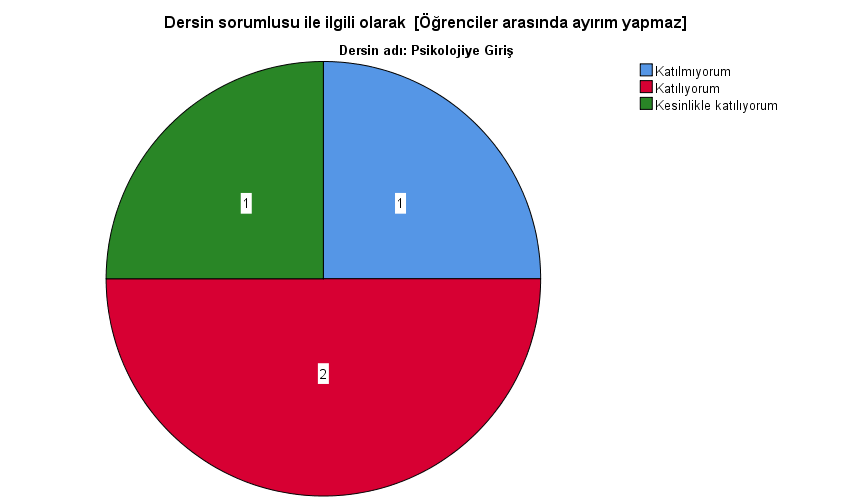 Dersin sorumlusu ile ilgili olarak  [Öğrenciler arasında ayırım yapmaz]
Dersin adı: Psikolojiye Giriş
Katılmıyorum
Katılıyorum
Kesinlikle katılıyorum
1
1
2